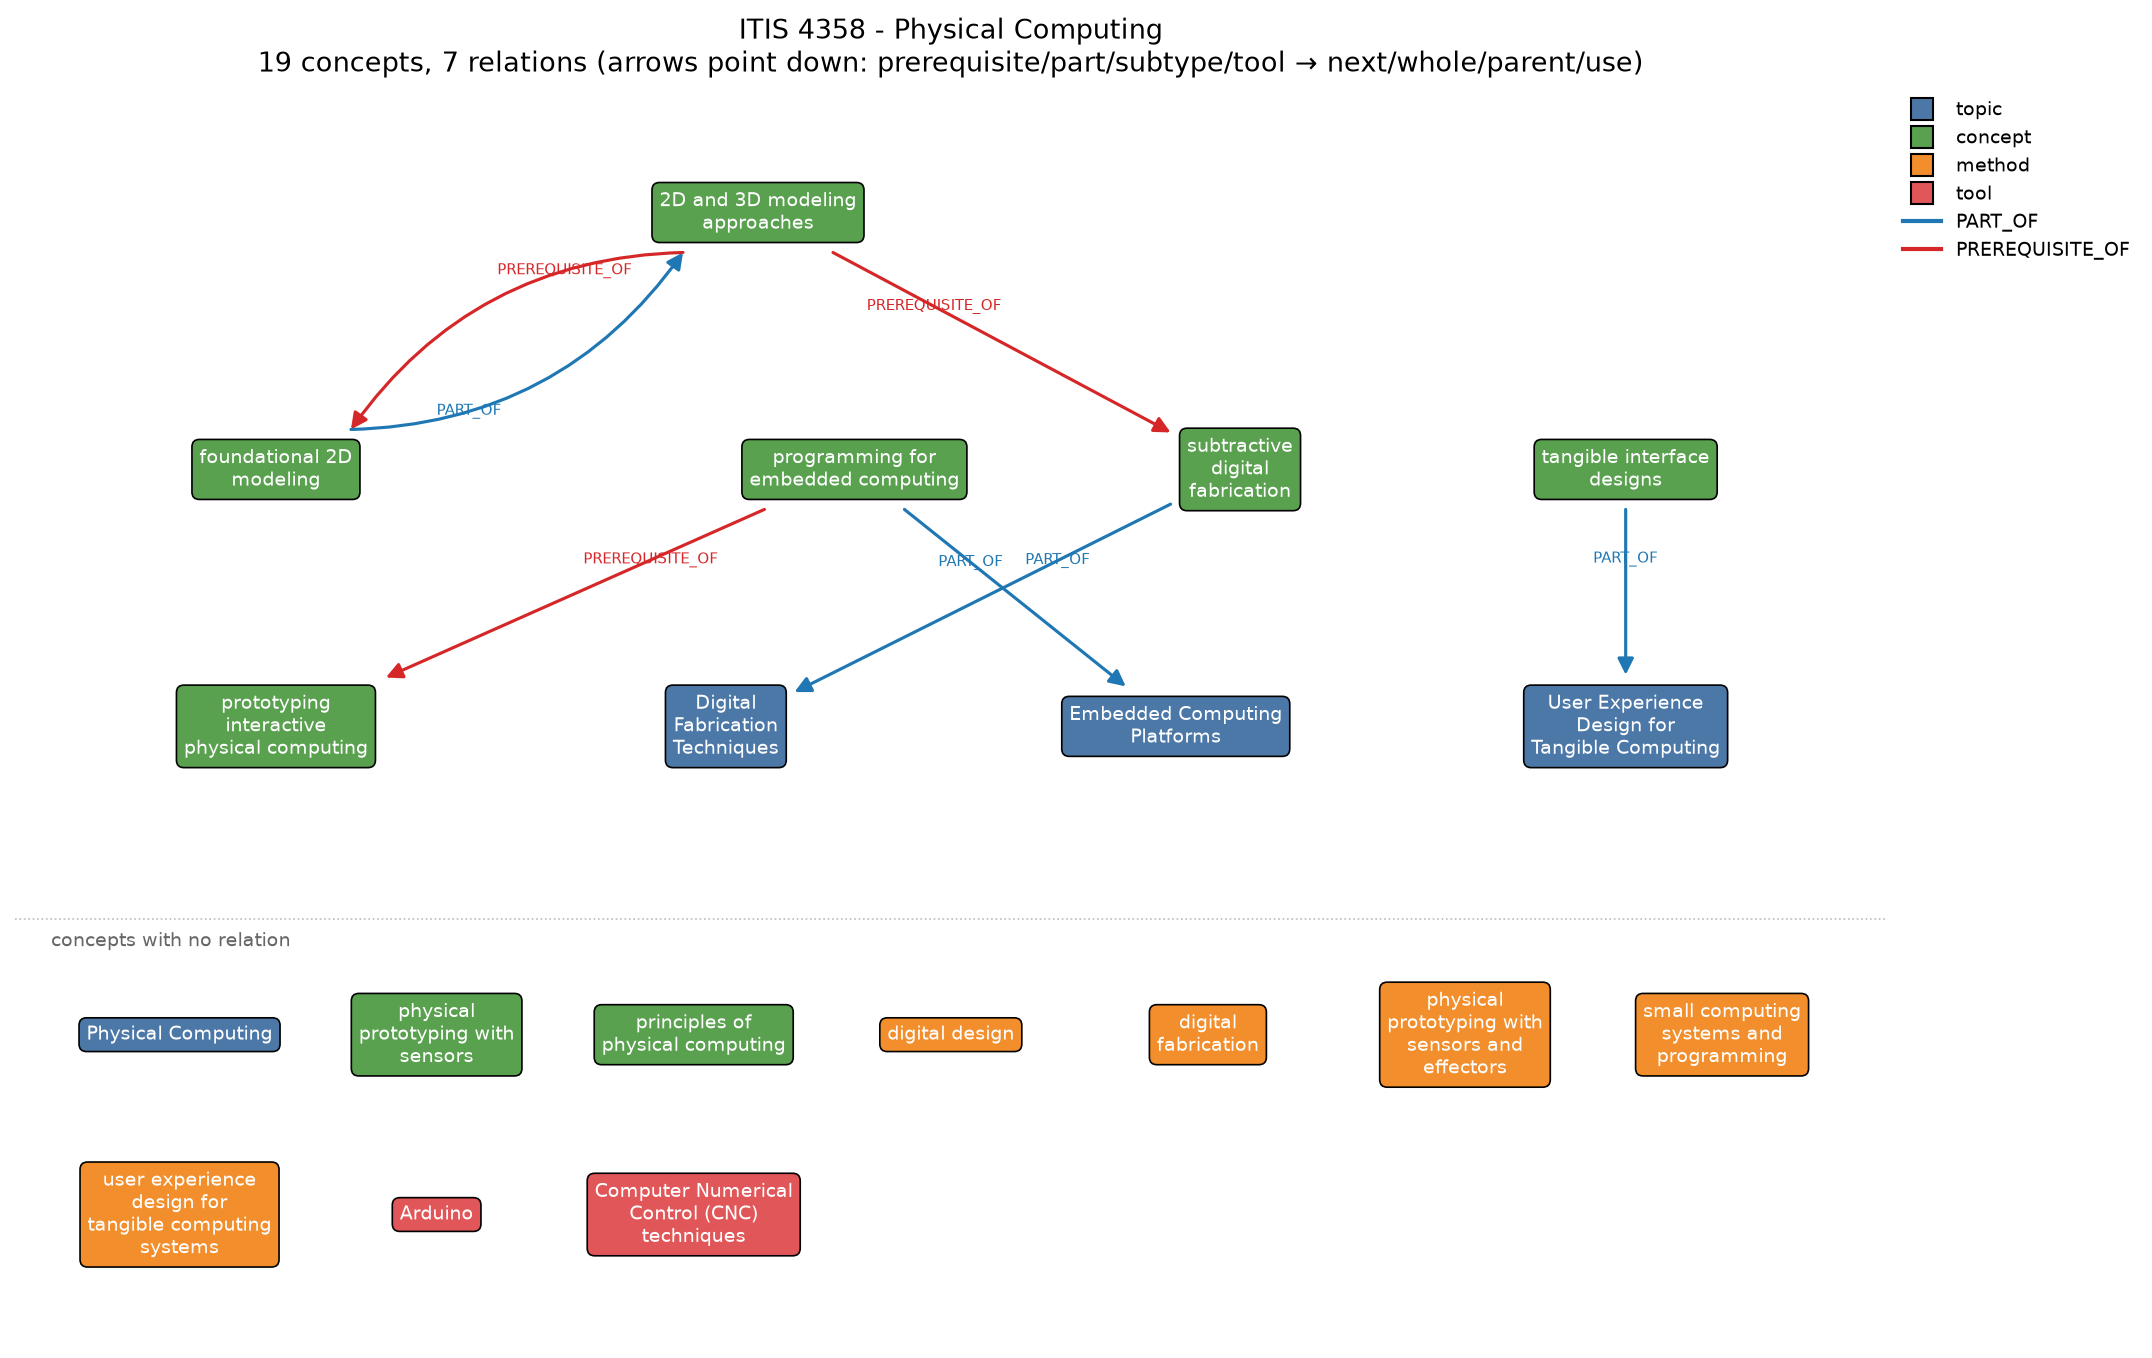 ITIS 4358 - Physical Computing
19 concepts, 7 relations (arrows point down: prerequisite/part/subtype/tool → next/whole/parent/use)
topic
concept
method
tool
PART_OF
PREREQUISITE_OF
2D and 3D modeling
approaches
PREREQUISITE_OF
PREREQUISITE_OF
PART_OF
foundational 2D
modeling
programming for
embedded computing
subtractive
digital
fabrication
tangible interface
designs
PREREQUISITE_OF
PART_OF
PART_OF
PART_OF
prototyping
interactive
physical computing
Digital
Fabrication
Techniques
Embedded Computing
Platforms
User Experience
Design for
Tangible Computing
concepts with no relation
Physical Computing
physical
prototyping with
sensors
principles of
physical computing
digital design
digital
fabrication
physical
prototyping with
sensors and
effectors
small computing
systems and
programming
user experience
design for
tangible computing
systems
Arduino
Computer Numerical
Control (CNC)
techniques